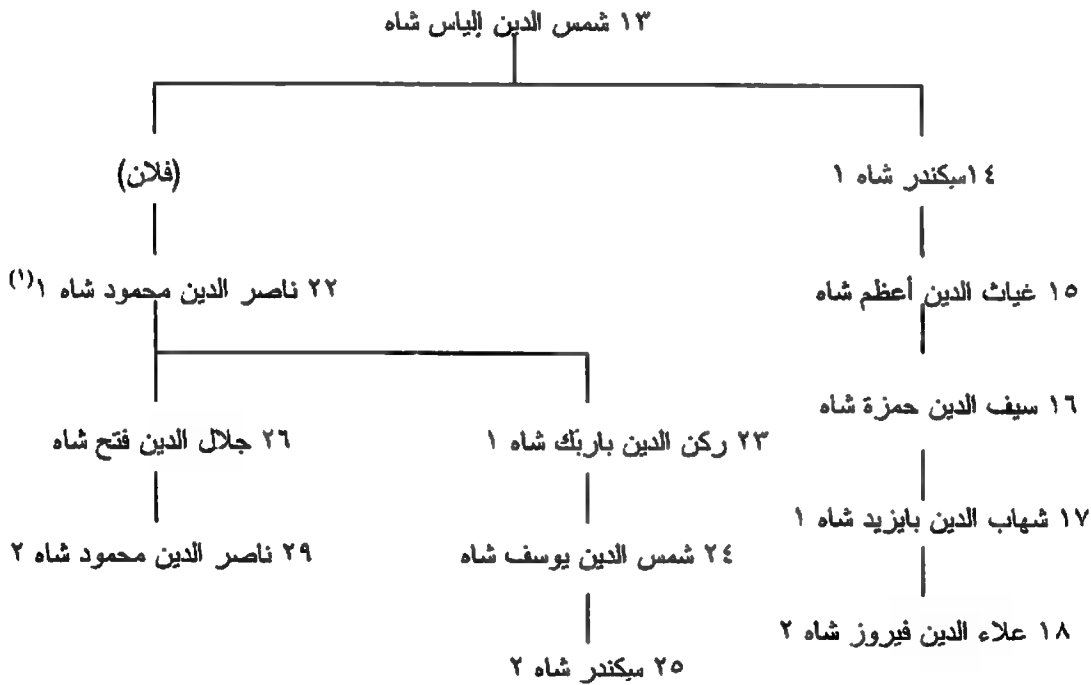 ١٣ شمس الدين إلياس شاه
١٤ سيكندر شاه ١
(فلان)
١٥ غياث الدين أعظم شاه
٢٢ ناصر الدين محمود شاه ١(١)
١٦ سيف الدين حمزة شاه
٢٣ ركن الدين باربك شاه ١
٢٦ جلال الدين فتح شاه
١٧ شهاب الدين بايزيد شاه ١
٢٤ شمس الدين يوسف شاه
٢٩ ناصر الدين محمود شاه ٢
١٨ علاء الدين فيروز شاه ٢
٢٥ سيكندر شاه ٢